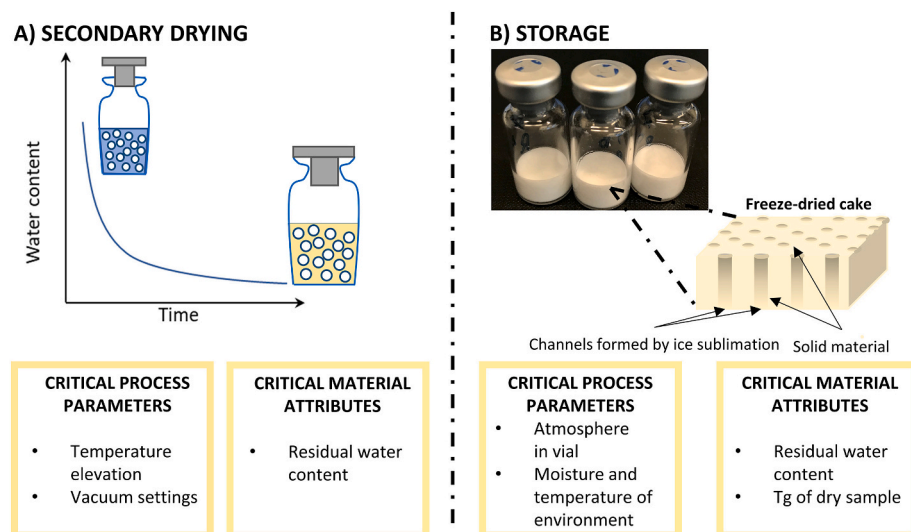 A) SECONDARY DRYING
Water content
Time
CRITICAL PROCESS
PARAMETERS
• Temperature
elevation
• Vacuum settings
CRITICAL MATERIAL
ATTRIBUTES
• Residual water
content
B) STORAGE
Freeze-dried cake
Channels formed by ice sublimation
Solid material
CRITICAL PROCESS
PARAMETERS
• Atmosphere
in vial
• Moisture and
temperature of
environment
CRITICAL MATERIAL
ATTRIBUTES
• Residual water
content
• Tg of dry sample